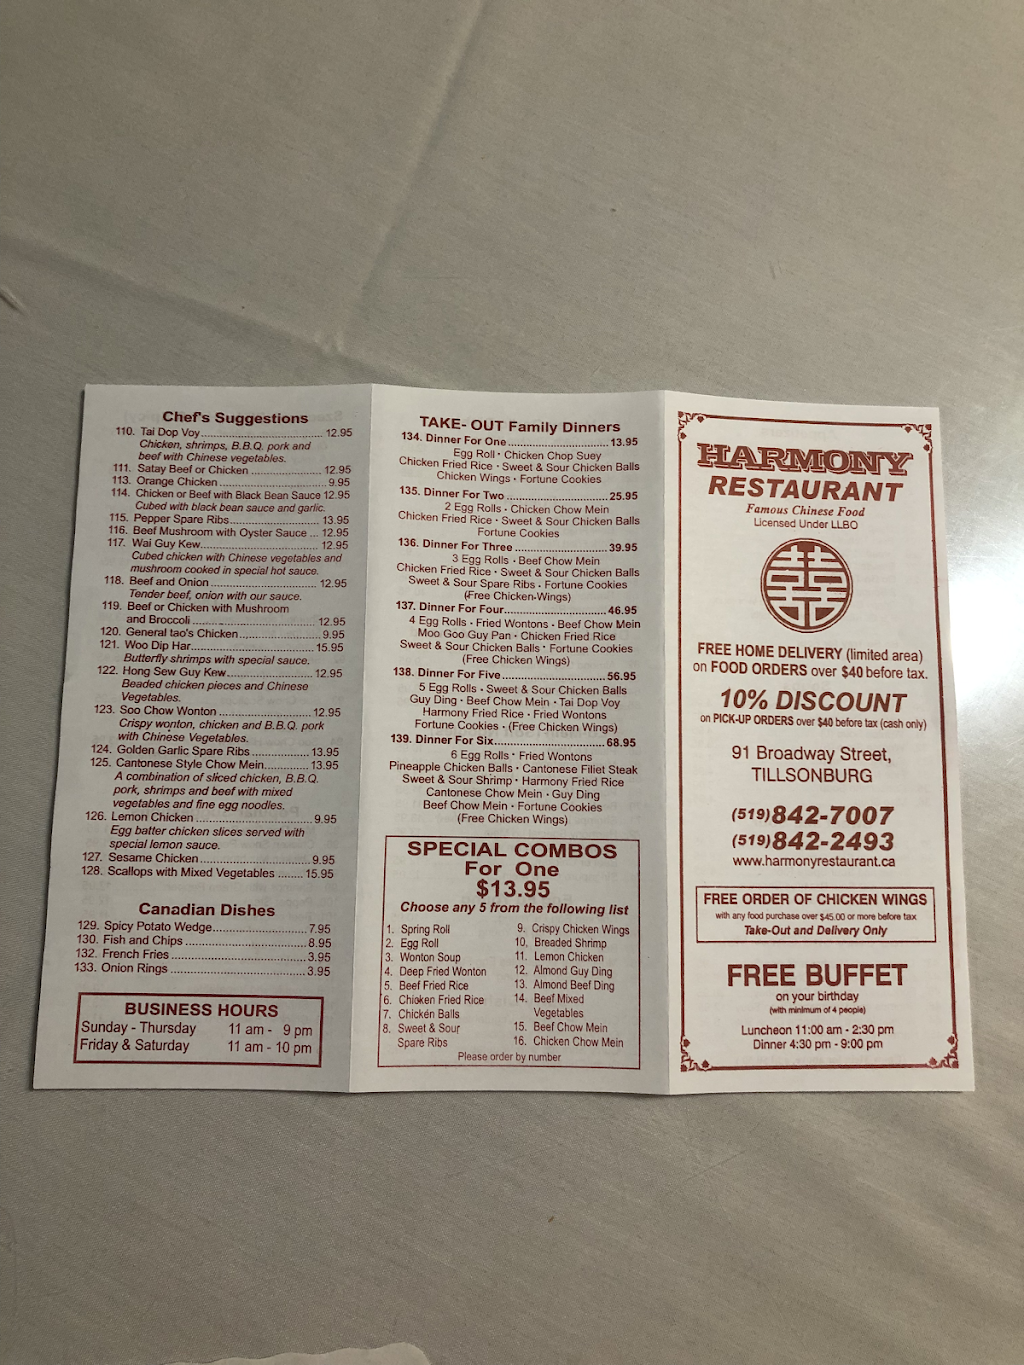 Chef's Suggestions
110. Tai Dop Voy............................................ 12.95
Chicken, shrimps, B.B.Q. pork and
beef with Chinese vegetables.
111. Satay Beef or Chicken ...................... 12.95
113. Orange Chicken .................................. 9.95
114. Chicken or Beef with Black Bean Sauce 12.95
Cubed with black bean sauce and garlic.
115. Pepper Spare Ribs............................ 13.95
116. Beef Mushroom with Oyster Sauce ... 12.95
117. Wai Guy Kew..................................... 12.95
Cubed chicken with Chinese vegetables and
mushroom cooked in special hot sauce.
118. Beef and Onion ................................. 12.95
Tender beef, onion with our sauce.
119. Beef or Chicken with Mushroom
and Broccoli ....................................... 12.95
120. General tao's Chicken......................... 9.95
121. Woo Dip Har...................................... 15.95
Butterfly shrimps with special sauce.
122. Hong Sew Guy Kew........................... 12.95
Beaded chicken pieces and Chinese
Vegetables.
123. Soo Chow Wonton ............................ 12.95
Crispy wonton, chicken and B.B.Q. pork
with Chinese Vegetables.
124. Golden Garlic Spare Ribs .................. 13.95
125. Cantonese Style Chow Mein............. 13.95
A combination of sliced chicken, B.B.Q.
pork, shrimps and beef with mixed
vegetables and fine egg noodles.
126. Lemon Chicken ................................... 9.95
Egg batter chicken slices served with
special lemon sauce.
127. Sesame Chicken ................................. 9.95
128. Scallops with Mixed Vegetables ........ 15.95
Canadian Dishes
129. Spicy Potato Wedge............................ 7.95
130. Fish and Chips .................................... 8.95
132. French Fries ........................................ 3.95
133. Onion Rings ........................................ 3.95
BUSINESS HOURS
Sunday - Thursday 11 am - 9 pm
Friday & Saturday 11 am - 10 pm
TAKE- OUT Family Dinners
134. Dinner For One ............................. 13.95
Egg Roll • Chicken Chop Suey
Chicken Fried Rice • Sweet & Sour Chicken Balls
Chicken Wings • Fortune Cookies
135. Dinner For Two ............................. 25.95
2 Egg Rolls • Chicken Chow Mein
Chicken Fried Rice • Sweet & Sour Chicken Balls
Fortune Cookies
136. Dinner For Three .......................... 39.95
3 Egg Rolls • Beef Chow Mein
Chicken Fried Rice • Sweet & Sour Chicken Balls
Sweet & Sour Spare Ribs • Fortune Cookies
(Free Chicken-Wings)
137. Dinner For Four............................. 46.95
4 Egg Rolls • Fried Wontons • Beef Chow Mein
Moo Goo Guy Pan • Chicken Fried Rice
Sweet & Sour Chicken Balls • Fortune Cookies
(Free Chicken Wings)
138. Dinner For Five............................. 56.95
5 Egg Rolls • Sweet & Sour Chicken Balls
Guy Ding • Beef Chow Mein • Tai Dop Voy
Harmony Fried Rice • Fried Wontons
Fortune Cookies • (Free Chicken Wings)
139. Dinner For Six................................ 68.95
6 Egg Rolls • Fried Wontons
Pineapple Chicken Balls • Cantonese Filiet Steak
Sweet & Sour Shrimp • Harmony Fried Rice
Cantonese Chow Mein • Guy Ding
Beef Chow Mein • Fortune Cookies
(Free Chicken Wings)
SPECIAL COMBOS
For One
$13.95
Choose any 5 from the following list
1. Spring Roll
2. Egg Roll
3. Wonton Soup
4. Deep Fried Wonton
5. Beef Fried Rice
6. Chicken Fried Rice
7. Chicken Balls
8. Sweet & Sour
Spare Ribs
9. Crispy Chicken Wings
10. Breaded Shrimp
11. Lemon Chicken
12. Almond Guy Ding
13. Almond Beef Ding
14. Beef Mixed
Vegetables
15. Beef Chow Mein
16. Chicken Chow Mein
Please order by number
HARMONY
RESTAURANT
Famous Chinese Food
Licensed Under LLBO
囍
FREE HOME DELIVERY (limited area)
on FOOD ORDERS over $40 before tax.
10% DISCOUNT
on PICK-UP ORDERS over $40 before tax (cash only)
91 Broadway Street,
TILLSONBURG
(519) 842-7007
(519) 842-2493
www.harmonyrestaurant.ca
FREE ORDER OF CHICKEN WINGS
with any food purchase over $45.00 or more before tax
Take-Out and Delivery Only
FREE BUFFET
on your birthday
(with minimum of 4 people)
Luncheon 11:00 am - 2:30 pm
Dinner 4:30 pm - 9:00 pm